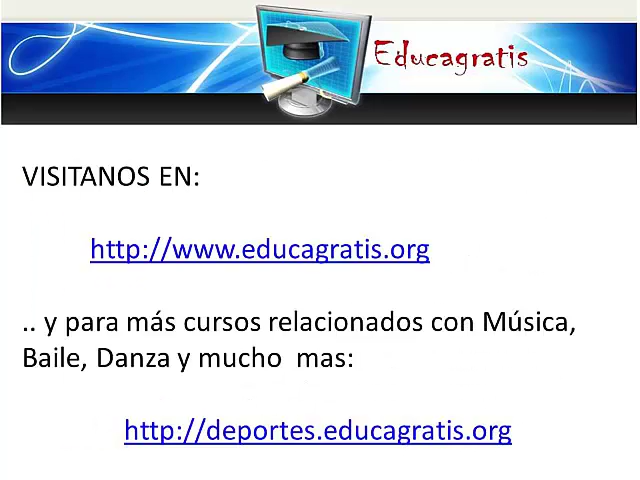 Educagratis
VISITANOS EN:
http://www.educagratis.org
.. y para más cursos relacionados con Música,
Baile, Danza y mucho mas:
http://deportes.educagratis.org